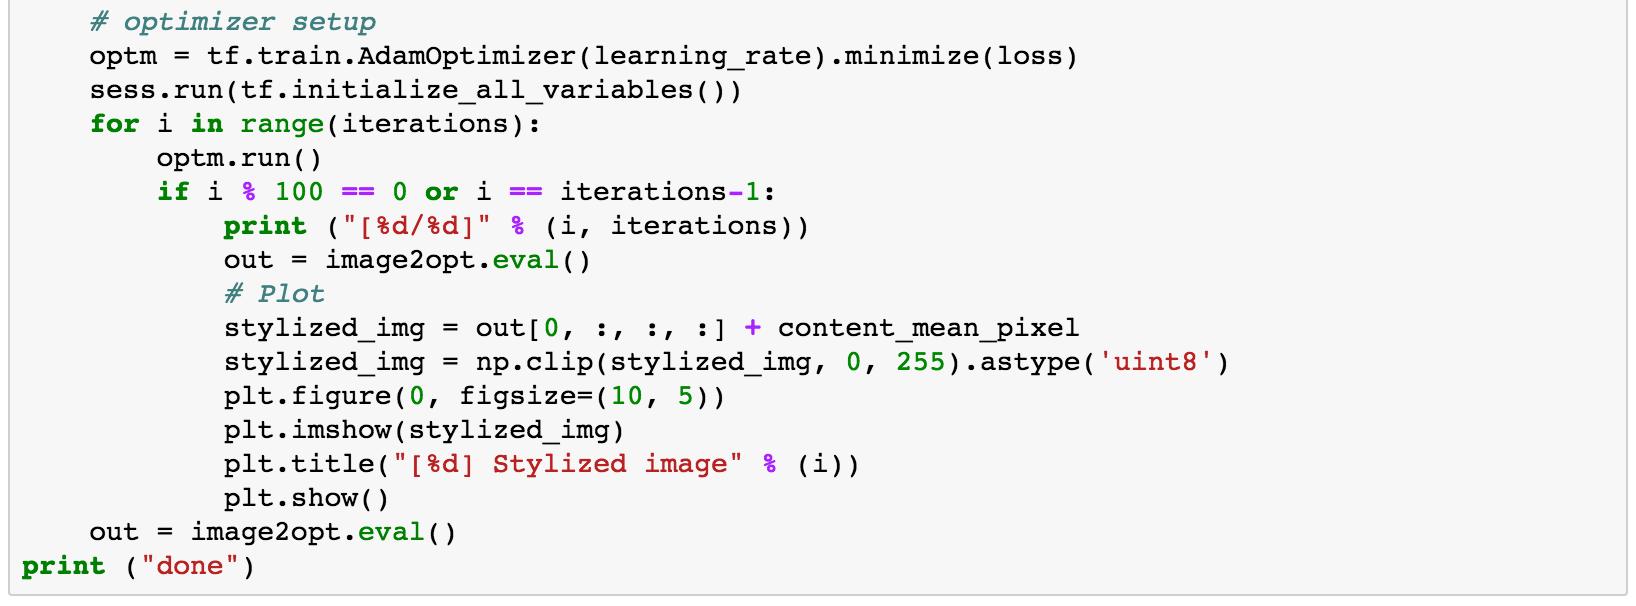 # optimizer setup
optm = tf.train.AdamOptimizer(learning_rate).minimize(loss)
sess.run(tf.initialize_all_variables())
for i in range(iterations):
optm.run()
if i % 100 == 0 or i == iterations-1:
print ("[%d/%d]" % (i, iterations))
out = image2opt.eval()
# Plot
stylized_img = out[0, :, :, :] + content_mean_pixel
stylized_img = np.clip(stylized_img, 0, 255).astype('uint8')
plt.figure(0, figsize=(10, 5))
plt.imshow(stylized_img)
plt.title("[%d] Stylized image" % (i))
plt.show()
out = image2opt.eval()
print ("done")